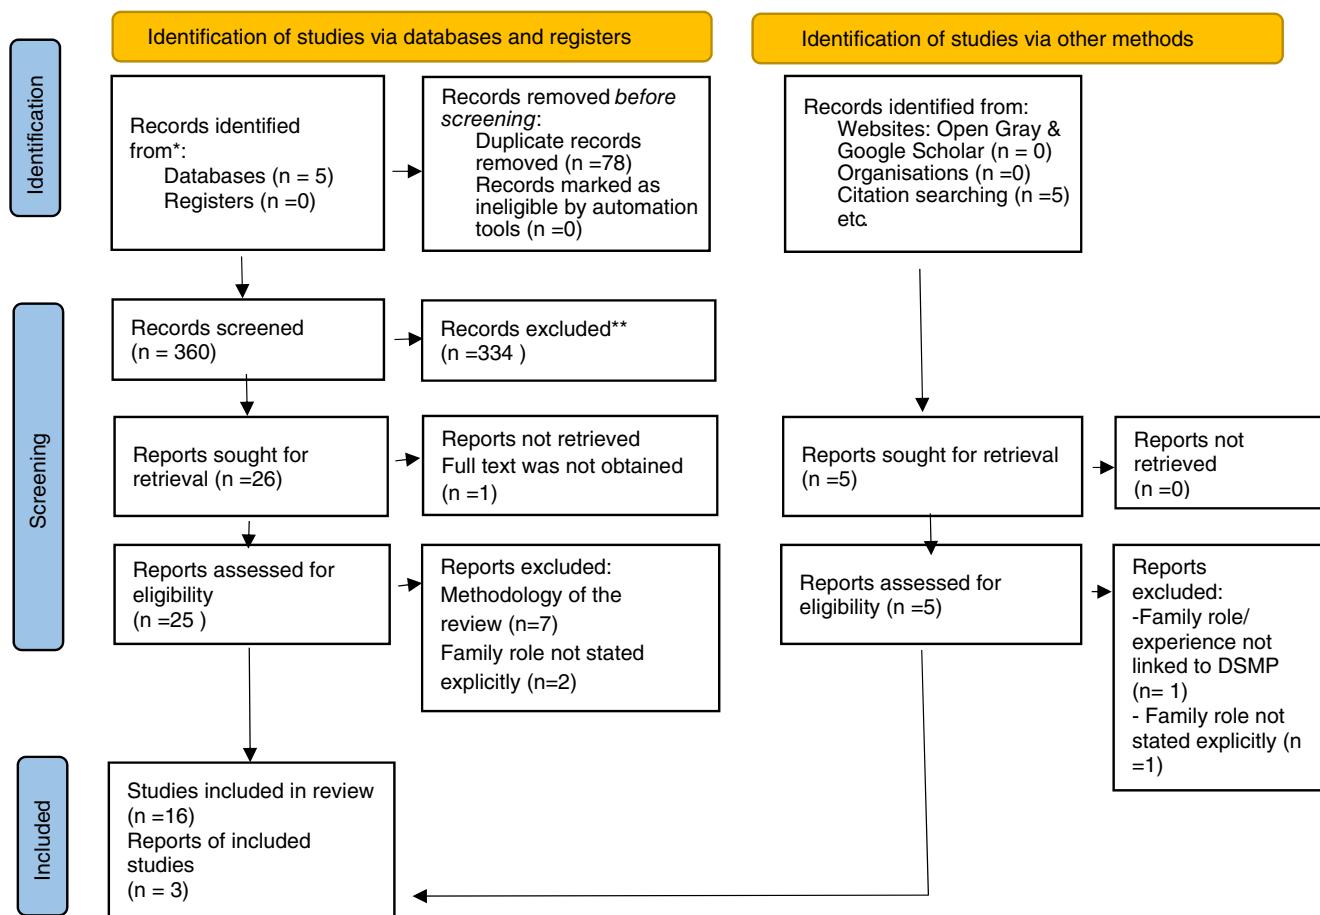 Identification of studies via databases and registers
Identification of studies via other methods
Identification
Records identified
from*:
Databases (n = 5)
Registers (n =0)
Records removed before
screening:
Duplicate records
removed (n =78)
Records marked as
ineligible by automation
tools (n =0)
Records identified from:
Websites: Open Gray &
Google Scholar (n = 0)
Organisations (n =0)
Citation searching (n =5)
etc.
Screening
Records screened
(n = 360)
Records excluded**
(n =334 )
Reports sought for
retrieval (n =26)
Reports not retrieved
Full text was not obtained
(n =1)
Reports sought for retrieval
(n =5)
Reports not
retrieved
(n =0)
Reports assessed for
eligibility
(n =25 )
Reports excluded:
Methodology of the
review (n=7)
Family role not stated
explicitly (n=2)
Reports assessed for
eligibility (n =5)
Reports
excluded:
-Family role/
experience not
linked to DSMP
(n= 1)
- Family role not
stated explicitly (n
=1)
Included
Studies included in review
(n =16)
Reports of included
studies
(n = 3)